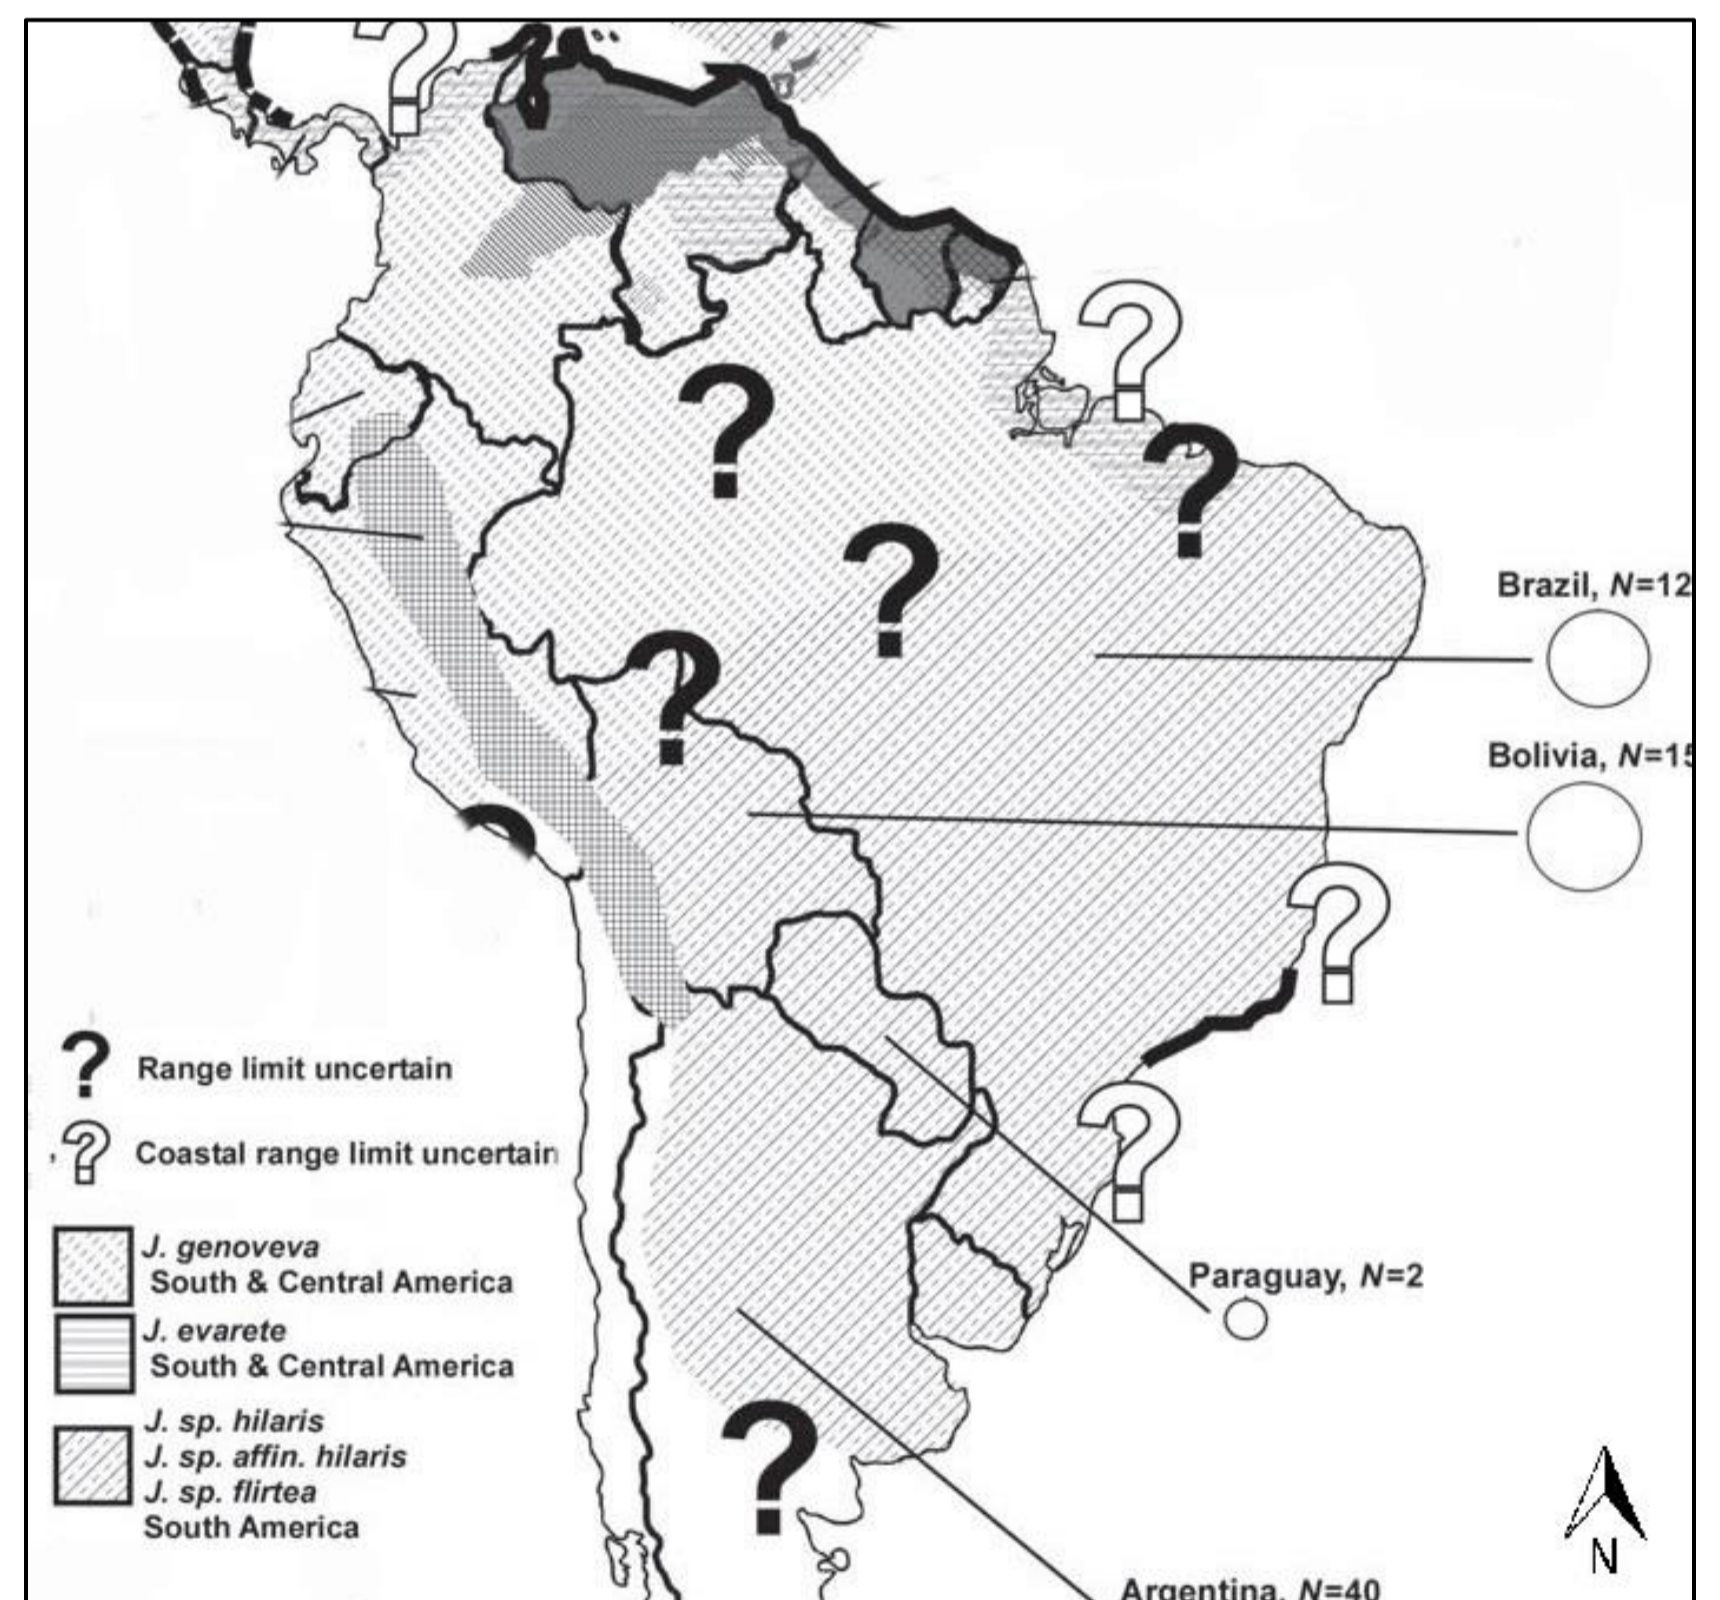 Brazil, N=12
Bolivia, N=15
? Range limit uncertain
? Coastal range limit uncertain
J. genoveva
South & Central America
J. evarete
South & Central America
J. sp. hilaris
J. sp. affin. hilaris
J. sp. flirtea
South America
Paraguay, N=2
Argentina, N=40
N